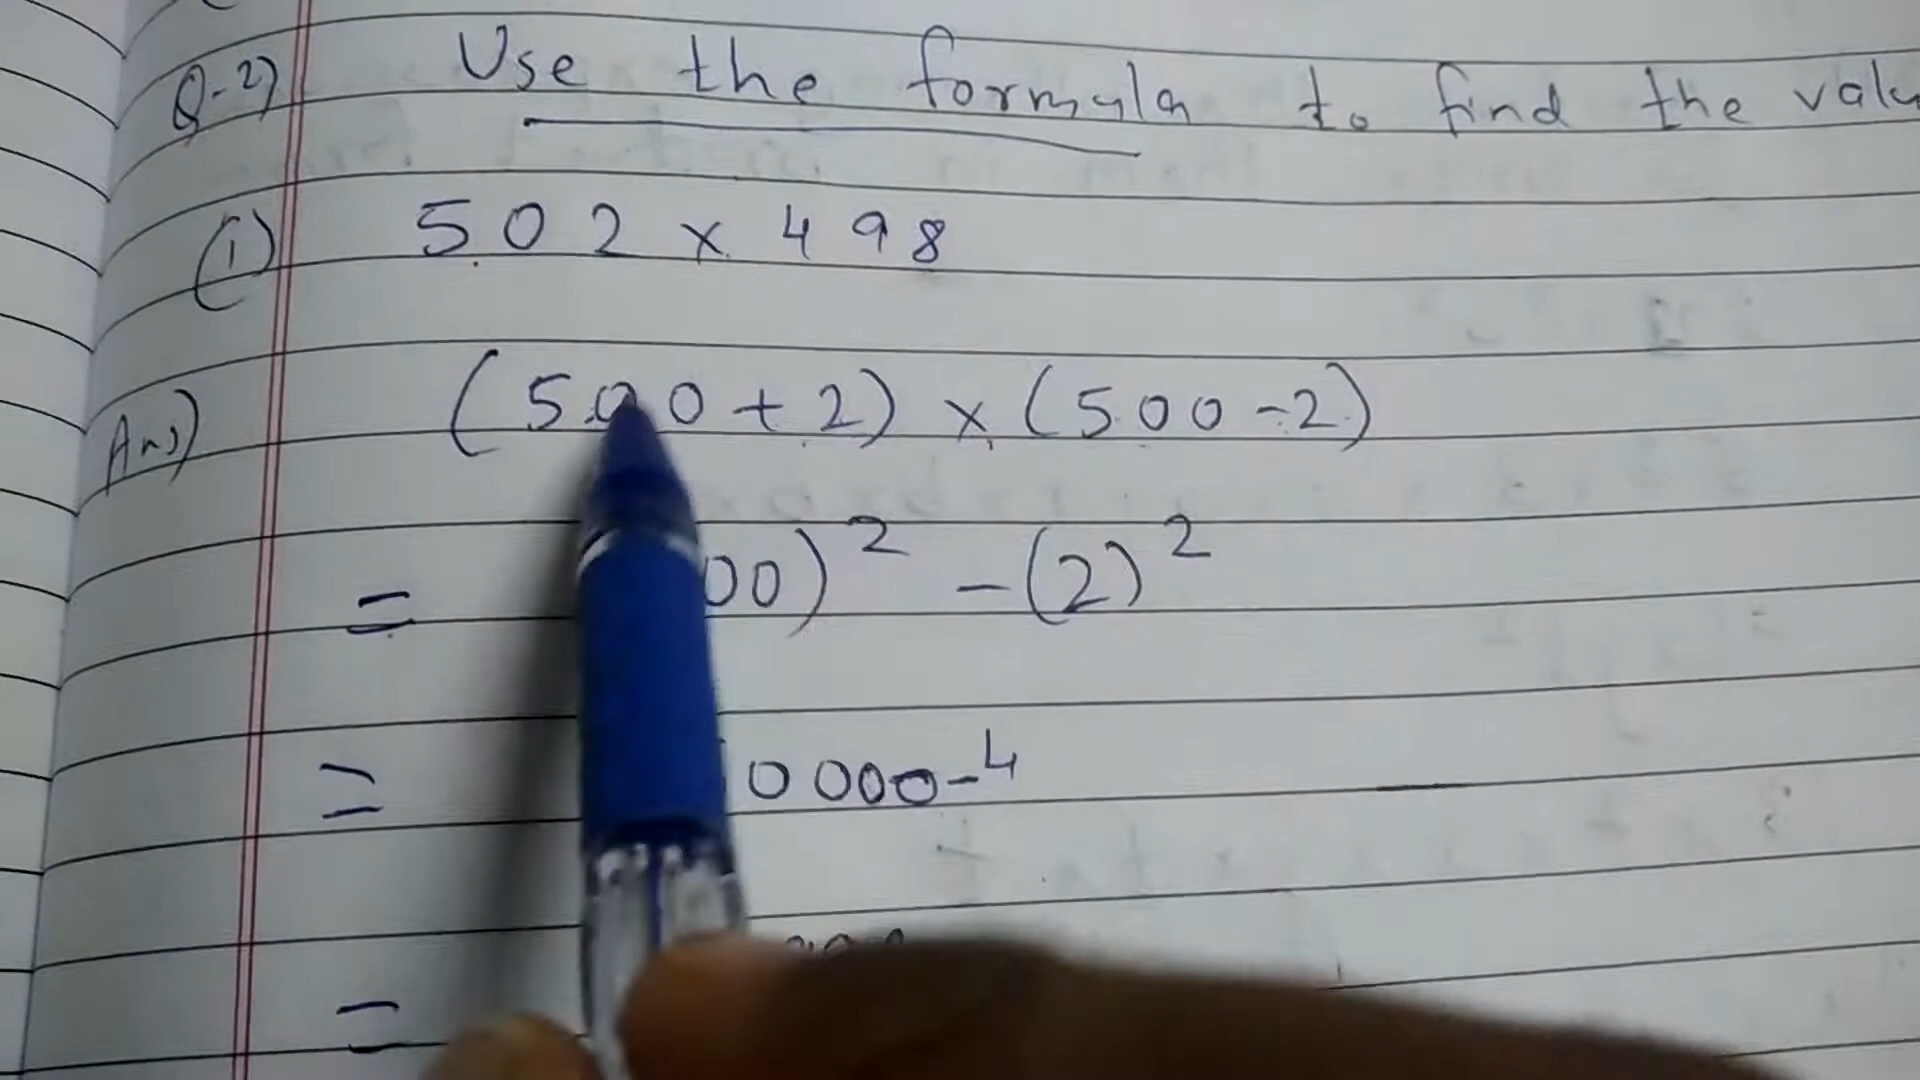 Q-2) Use the formula to find the valu
(1) 502 x 498
Ans) (500 + 2) x (500 - 2)
= 00)² - (2)²
= 0000 - 4
=